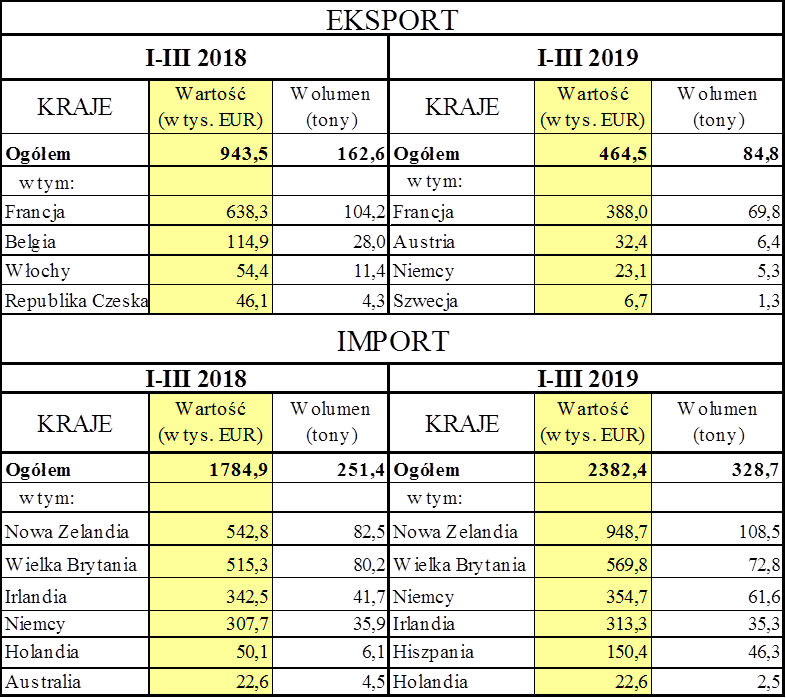 EKSPORT
I-III 2018 I-III 2019
KRAJE Wartość (w tys. EUR) Wolumen (tony) KRAJE Wartość (w tys. EUR) Wolumen (tony)
Ogółem 943,5 162,6 Ogółem 464,5 84,8
w tym: w tym:
Francja 638,3 104,2 Francja 388,0 69,8
Belgia 114,9 28,0 Austria 32,4 6,4
Włochy 54,4 11,4 Niemcy 23,1 5,3
Republika Czeska 46,1 4,3 Szwecja 6,7 1,3
IMPORT
I-III 2018 I-III 2019
KRAJE Wartość (w tys. EUR) Wolumen (tony) KRAJE Wartość (w tys. EUR) Wolumen (tony)
Ogółem 1784,9 251,4 Ogółem 2382,4 328,7
w tym: w tym:
Nowa Zelandia 542,8 82,5 Nowa Zelandia 948,7 108,5
Wielka Brytania 515,3 80,2 Wielka Brytania 569,8 72,8
Irlandia 342,5 41,7 Niemcy 354,7 61,6
Niemcy 307,7 35,9 Irlandia 313,3 35,3
Holandia 50,1 6,1 Hiszpania 150,4 46,3
Australia 22,6 4,5 Holandia 22,6 2,5